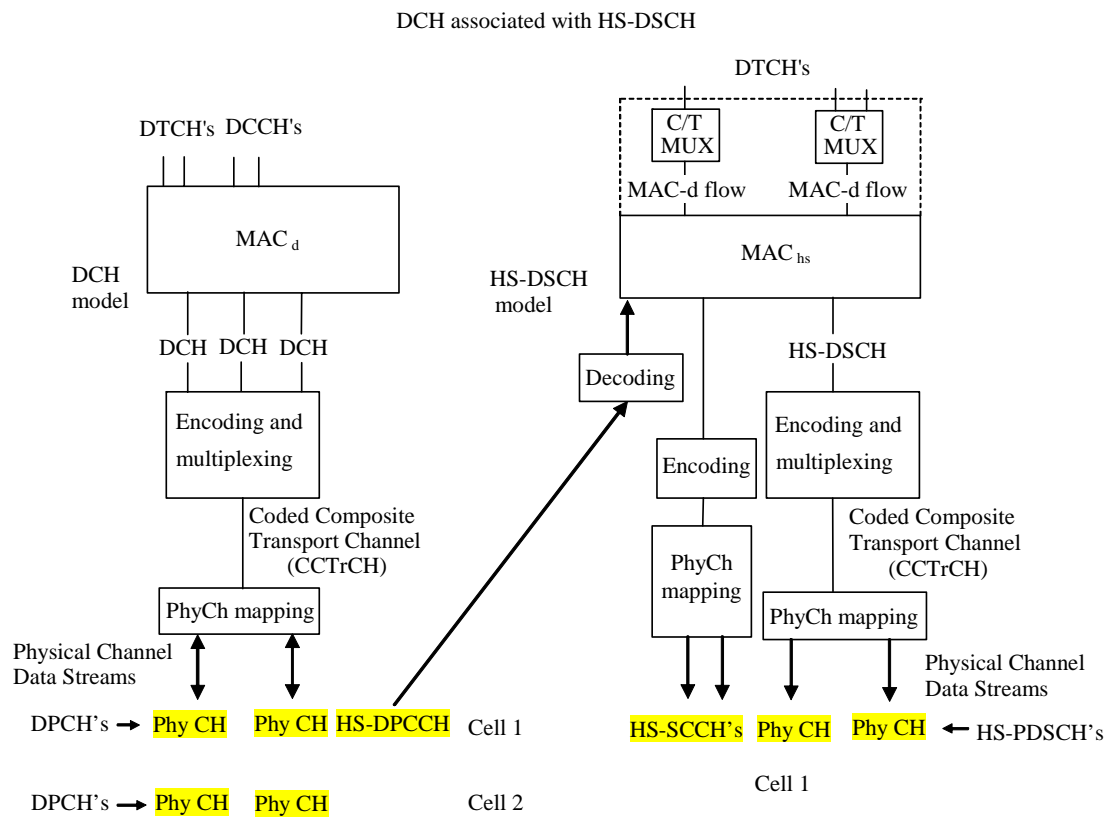 DCH associated with HS-DSCH
DTCH's DCCH's
MAC d
DCH
model
DCH DCH DCH
Encoding and
multiplexing
Coded Composite
Transport Channel
(CCTrCH)
PhyCh mapping
Physical Channel
Data Streams
DPCH's Phy CH Phy CH HS-DPCCH Cell 1
DPCH's Phy CH Phy CH Cell 2
DTCH's
C/T
MUX
C/T
MUX
MAC-d flow MAC-d flow
MAC hs
HS-DSCH
model
Decoding
HS-DSCH
Encoding
Encoding and
multiplexing
PhyCh
mapping
Coded Composite
Transport Channel
(CCTrCH)
PhyCh mapping
Physical Channel
Data Streams
HS-SCCH’s Phy CH Phy CH HS-PDSCH’s
Cell 1